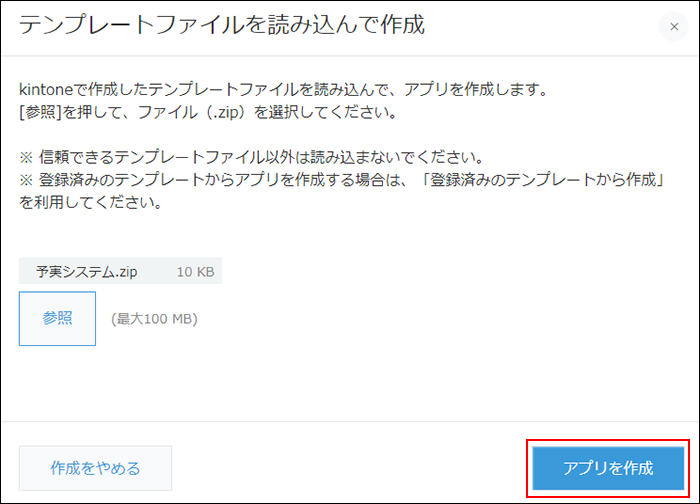 テンプレートファイルを読み込んで作成
×
kintoneで作成したテンプレートファイルを読み込んで、アプリを作成します。
[参照]を押して、ファイル（.zip）を選択してください。
※ 信頼できるテンプレートファイル以外は読み込まないでください。
※ 登録済みのテンプレートからアプリを作成する場合は、「登録済みのテンプレートから作成」
を利用してください。
予実システム.zip 10 KB
参照 (最大100 MB)
作成をやめる アプリを作成